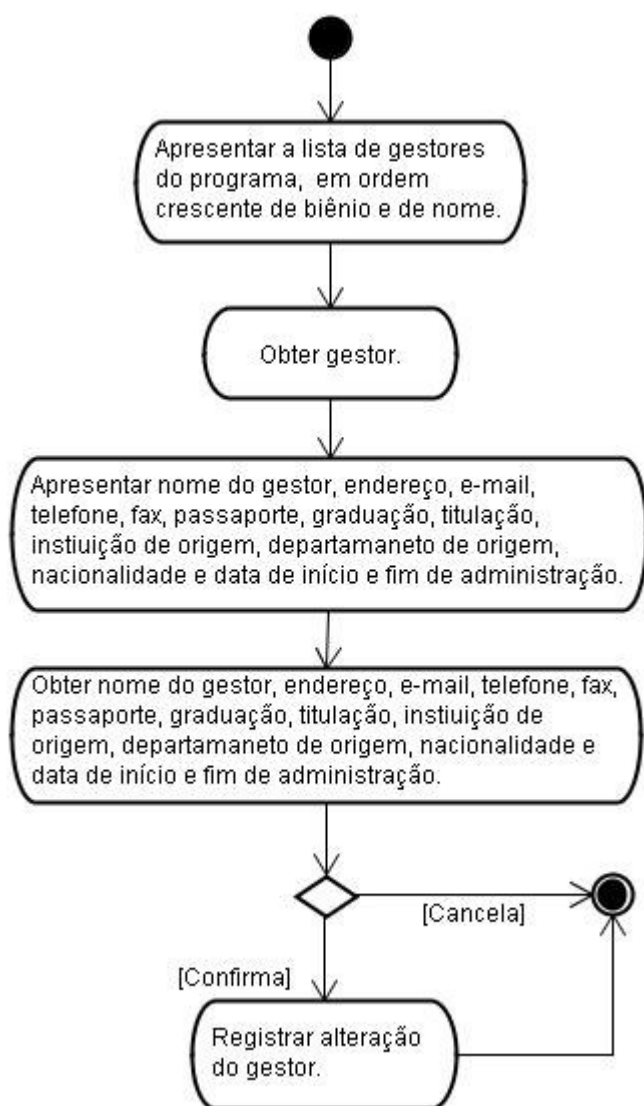 Apresentar a lista de gestores
do programa, em ordem
crescente de biênio e de nome.
Obter gestor.
Apresentar nome do gestor, endereço, e-mail,
telefone, fax, passaporte, graduação, titulação,
instiuição de origem, departamaneto de origem,
nacionalidade e data de início e fim de administração.
Obter nome do gestor, endereço, e-mail, telefone, fax,
passaporte, graduação, titulação, instiuição de
origem, departamaneto de origem, nacionalidade e
data de início e fim de administração.
[Cancela]
[Confirma]
Registrar alteração
do gestor.